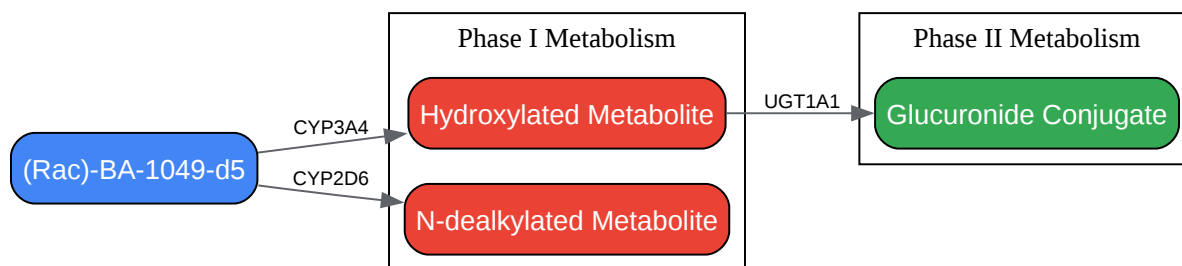 Phase I Metabolism
Phase II Metabolism
Hydroxylated Metabolite
UGT1A1
Glucuronide Conjugate
CYP3A4
(Rac)-BA-1049-d5
CYP2D6
N-dealkylated Metabolite